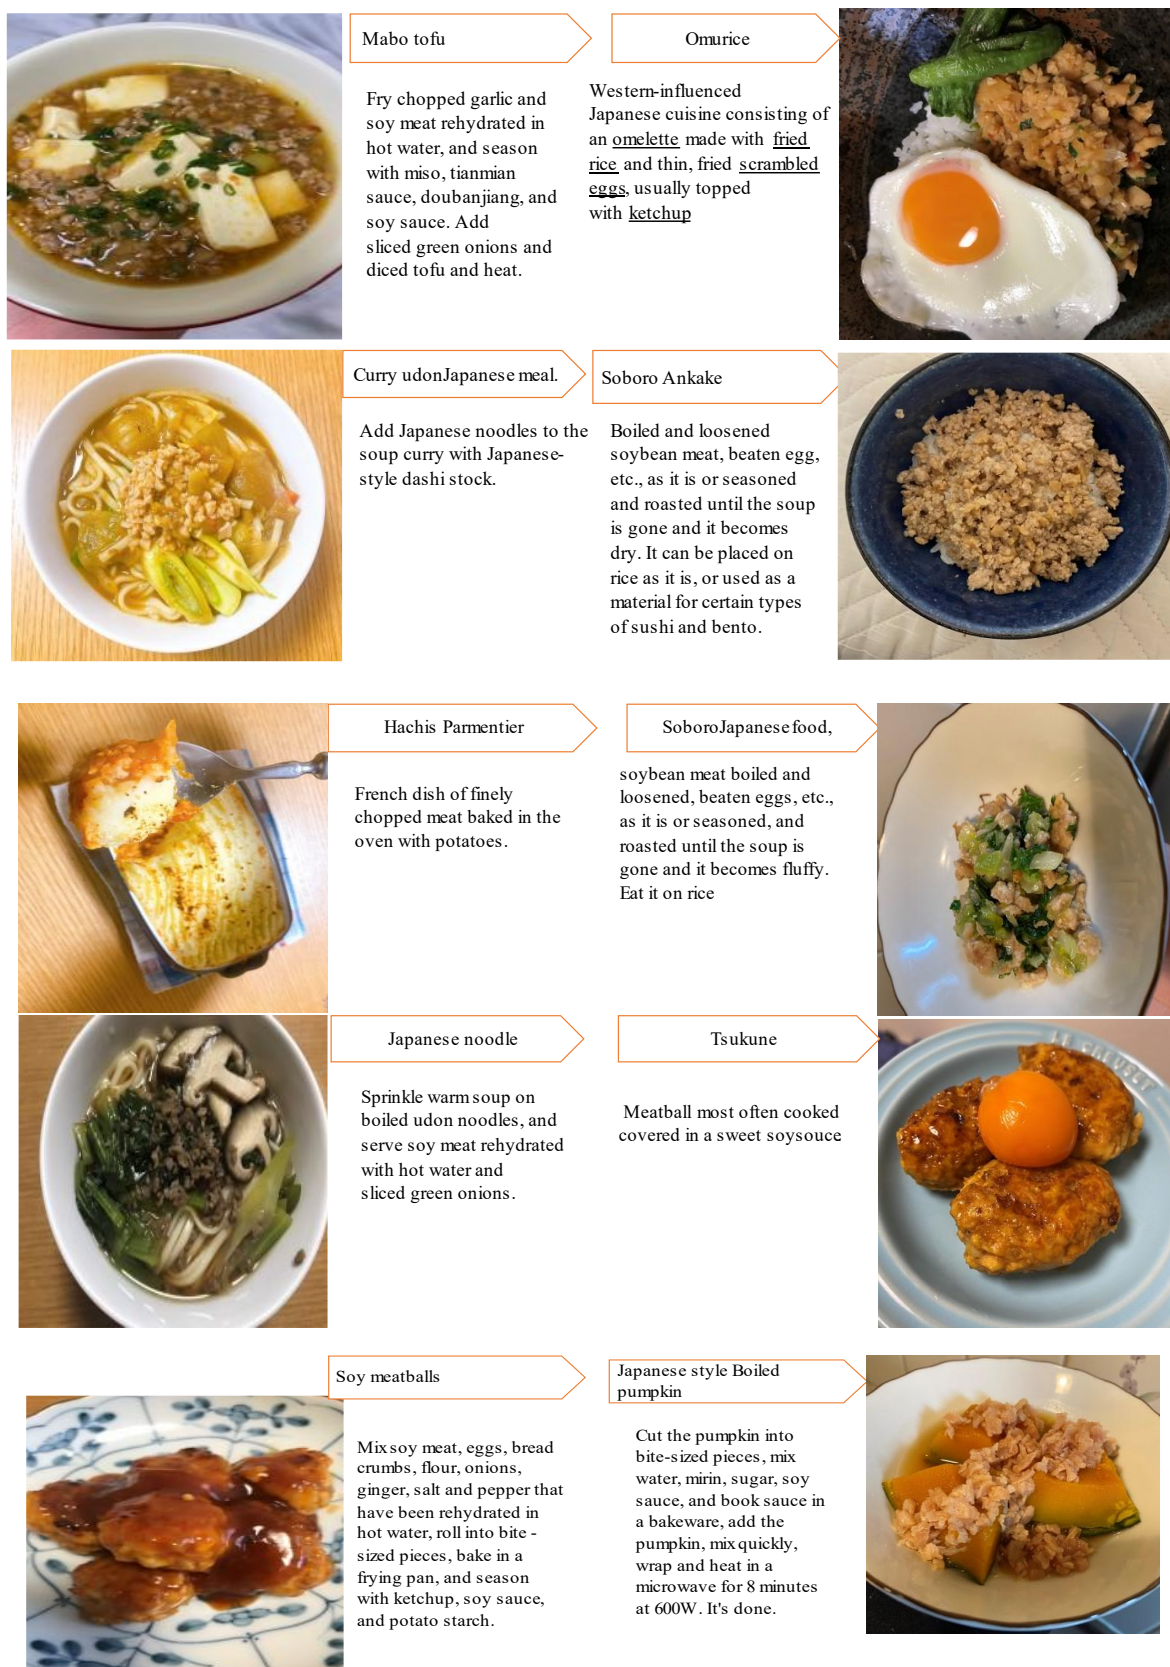 Mabo tofu
Fry chopped garlic and
soy meat rehydrated in
hot water, and season
with miso, tianmian
sauce, doubanjiang, and
soy sauce. Add
sliced green onions and
diced tofu and heat.
Omurice
Western-influenced
Japanese cuisine consisting of
an omelette made with fried
rice and thin, fried scrambled
eggs, usually topped
with ketchup
Curry udonJapanese meal.
Add Japanese noodles to the
soup curry with Japanese-
style dashi stock.
Soboro Ankake
Boiled and loosened
soybean meat, beaten egg,
etc., as it is or seasoned
and roasted until the soup
is gone and it becomes
dry. It can be placed on
rice as it is, or used as a
material for certain types
of sushi and bento.
Hachis Parmentier
French dish of finely
chopped meat baked in the
oven with potatoes.
SoboroJapanese food,
soybean meat boiled and
loosened, beaten eggs, etc.,
as it is or seasoned, and
roasted until the soup is
gone and it becomes fluffy.
Eat it on rice
Japanese noodle
Sprinkle warm soup on
boiled udon noodles, and
serve soy meat rehydrated
with hot water and
sliced green onions.
Tsukune
Meatball most often cooked
covered in a sweet soysouce
LE CREUSET
Soy meatballs
Mix soy meat, eggs, bread
crumbs, flour, onions,
ginger, salt and pepper that
have been rehydrated in
hot water, roll into bite -
sized pieces, bake in a
frying pan, and season
with ketchup, soy sauce,
and potato starch.
Japanese style Boiled
pumpkin
Cut the pumpkin into
bite-sized pieces, mix
water, mirin, sugar, soy
sauce, and book sauce in
a bakeware, add the
pumpkin, mix quickly,
wrap and heat in a
microwave for 8 minutes
at 600W. It's done.